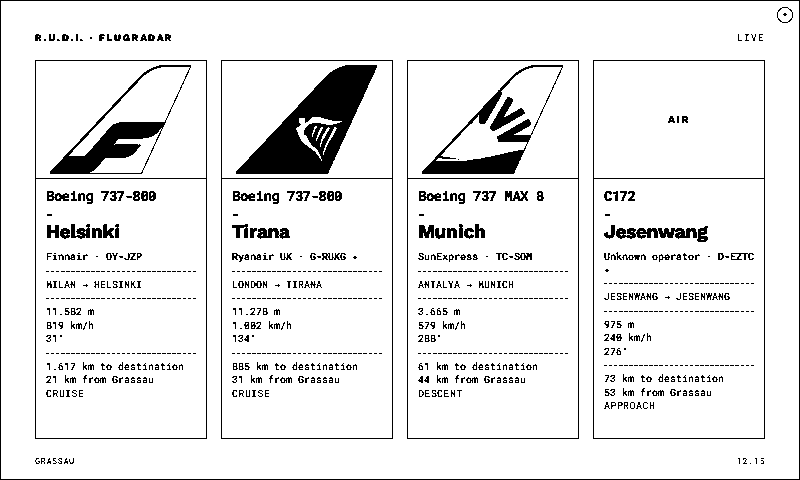 R.U.D.I. · FLUGRADAR
LIVE
Boeing 737-800
-
Helsinki
Finnair · OY-JZP
MILAN → HELSINKI
11.582 m
819 km/h
31°
1.617 km to destination
21 km from Grassau
CRUISE
Boeing 737-800
-
Tirana
Ryanair UK · G-RUKG ✦
LONDON → TIRANA
11.278 m
1.002 km/h
134°
885 km to destination
31 km from Grassau
CRUISE
Boeing 737 MAX 8
-
Munich
SunExpress · TC-SOM
ANTALYA → MUNICH
3.665 m
579 km/h
288°
61 km to destination
44 km from Grassau
DESCENT
AIR
C172
-
Jesenwang
Unknown operator · D-EZTC
✦
JESENWANG → JESENWANG
975 m
240 km/h
276°
73 km to destination
53 km from Grassau
APPROACH
GRASSAU
12.15